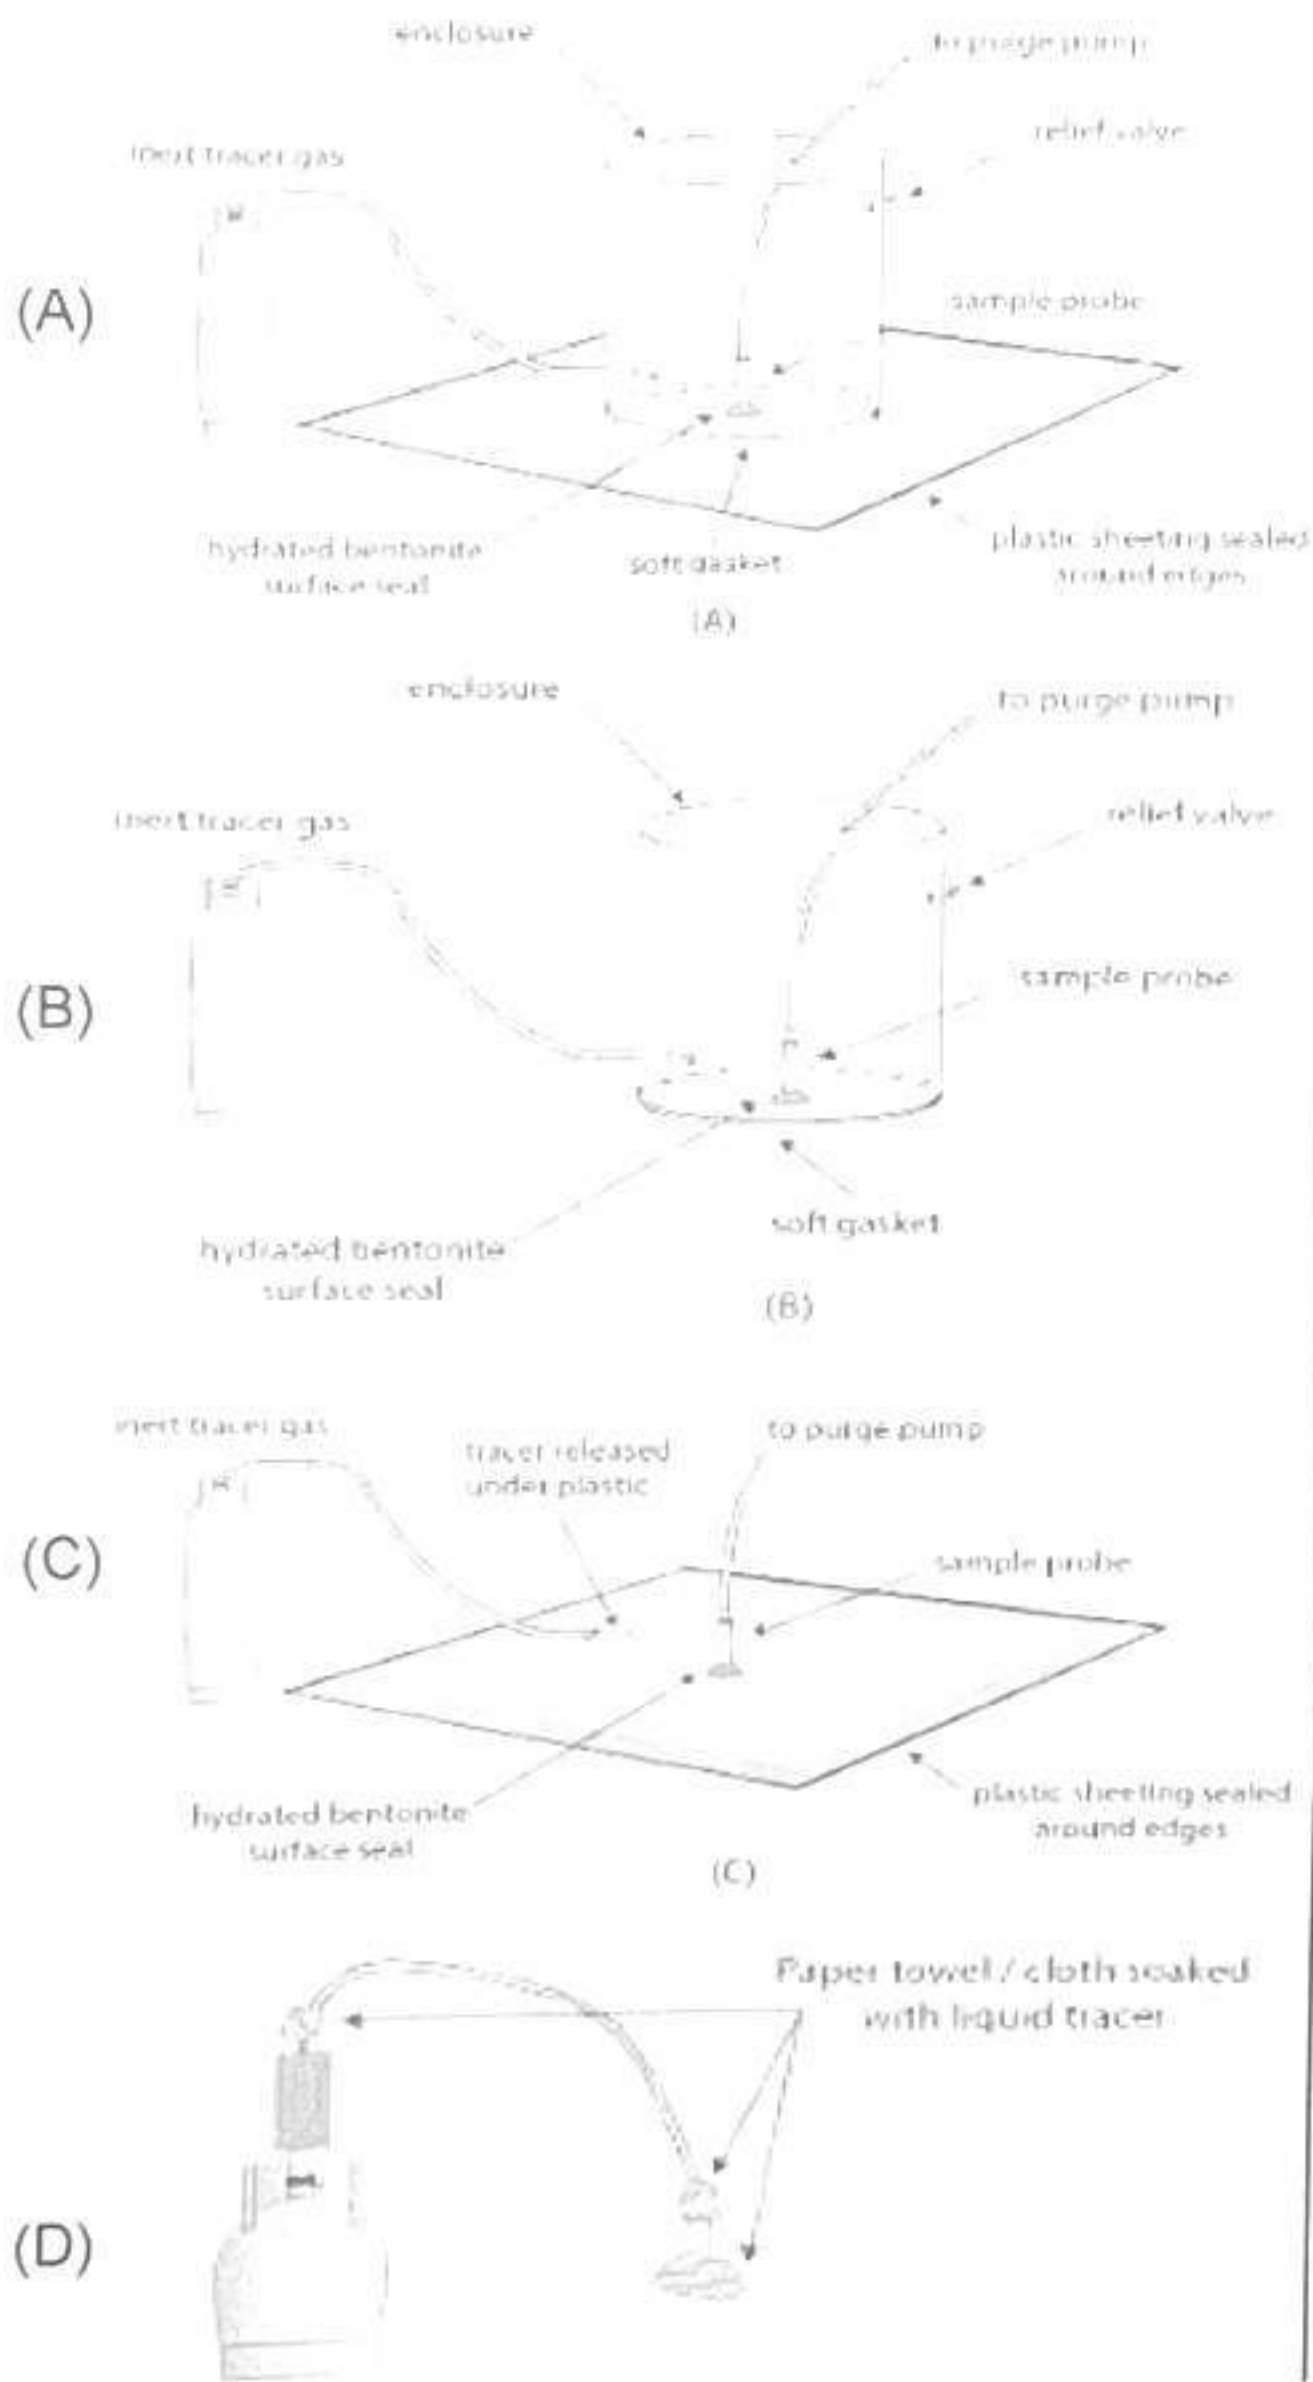 enclosure
to purge pump
relief valve
inert tracer gas
(A)
sample probe
hydrated bentonite
surface seal
soft gasket
plastic sheeting sealed
around edges
(A)
enclosure
to purge pump
inert tracer gas
relief valve
(B)
sample probe
soft gasket
hydrated bentonite
surface seal
(B)
inert tracer gas
tracer released
under plastic
to purge pump
(C)
sample probe
hydrated bentonite
surface seal
plastic sheeting sealed
around edges
(C)
Paper towel / cloth soaked
with liquid tracer
(D)